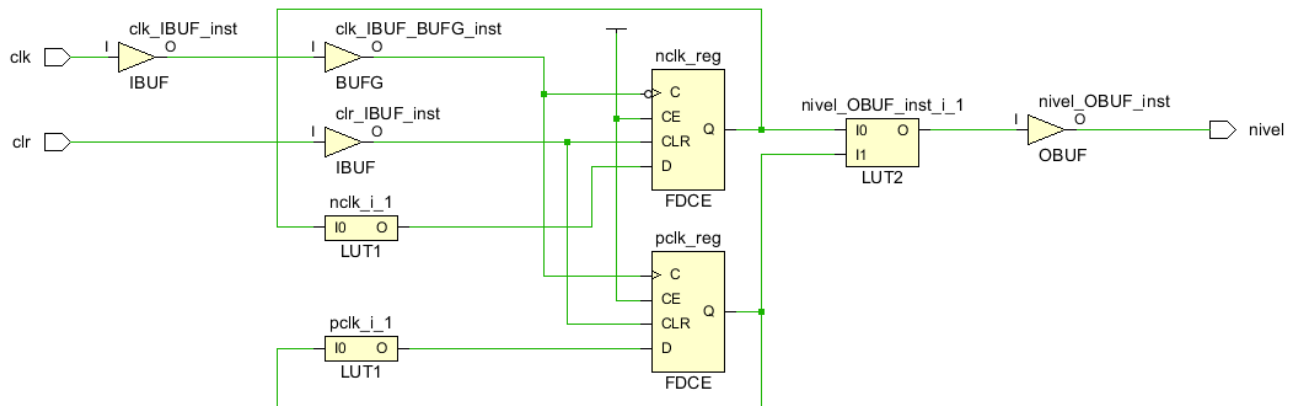 clk_IBUF_inst
clk
I
O
IBUF
clk_IBUF_BUFG_inst
I
O
BUFG
clr
clr_IBUF_inst
I
O
IBUF
nclk_i_1
I0
O
LUT1
pclk_i_1
I0
O
LUT1
nclk_reg
C
CE
CLR
D
Q
FDCE
pclk_reg
C
CE
CLR
D
Q
FDCE
nivel_OBUF_inst_i_1
I0
O
I1
LUT2
nivel_OBUF_inst
I
O
OBUF
nivel